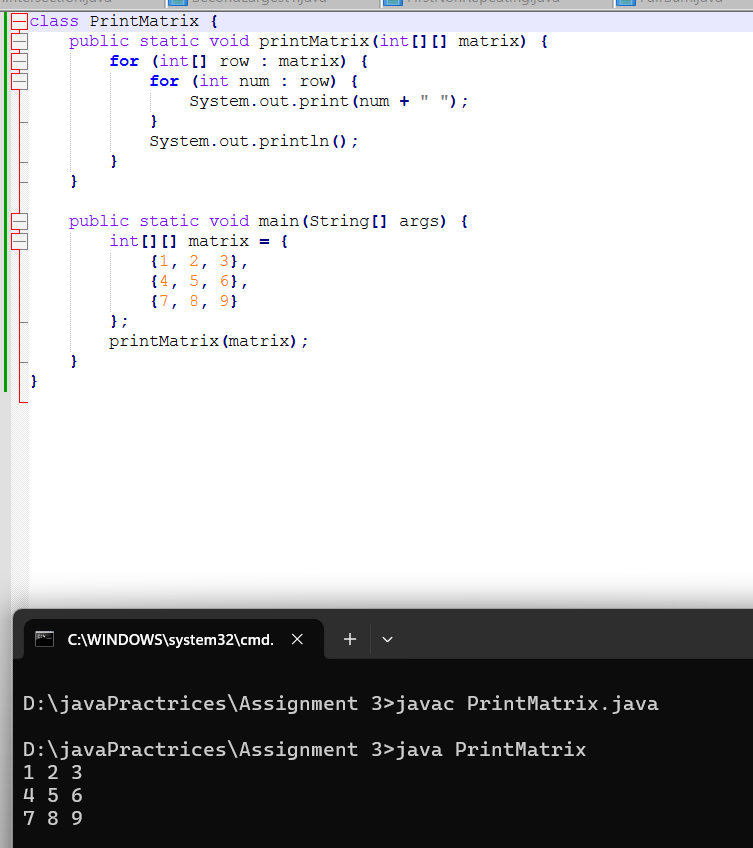 class PrintMatrix {
    public static void printMatrix(int[][] matrix) {
        for (int[] row : matrix) {
            for (int num : row) {
                System.out.print(num + " ");
            }
            System.out.println();
        }
    }

    public static void main(String[] args) {
        int[][] matrix = {
            {1, 2, 3},
            {4, 5, 6},
            {7, 8, 9}
        };
        printMatrix(matrix);
    }
}
C:\WINDOWS\system32\cmd.
D:\javaPractrices\Assignment 3>javac PrintMatrix.java
D:\javaPractrices\Assignment 3>java PrintMatrix
1 2 3
4 5 6
7 8 9